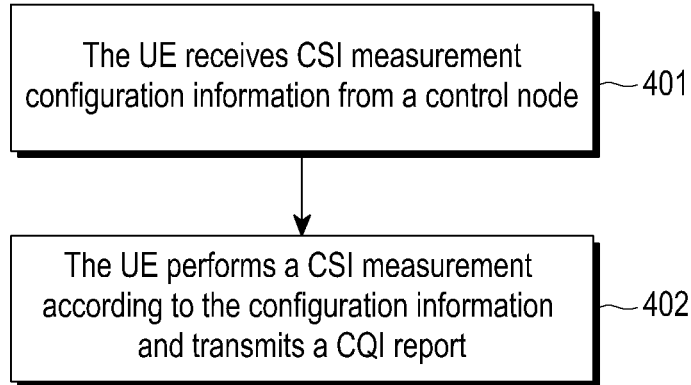 The UE receives CSI measurement
configuration information from a control node
401
The UE performs a CSI measurement
according to the configuration information
and transmits a CQI report
402